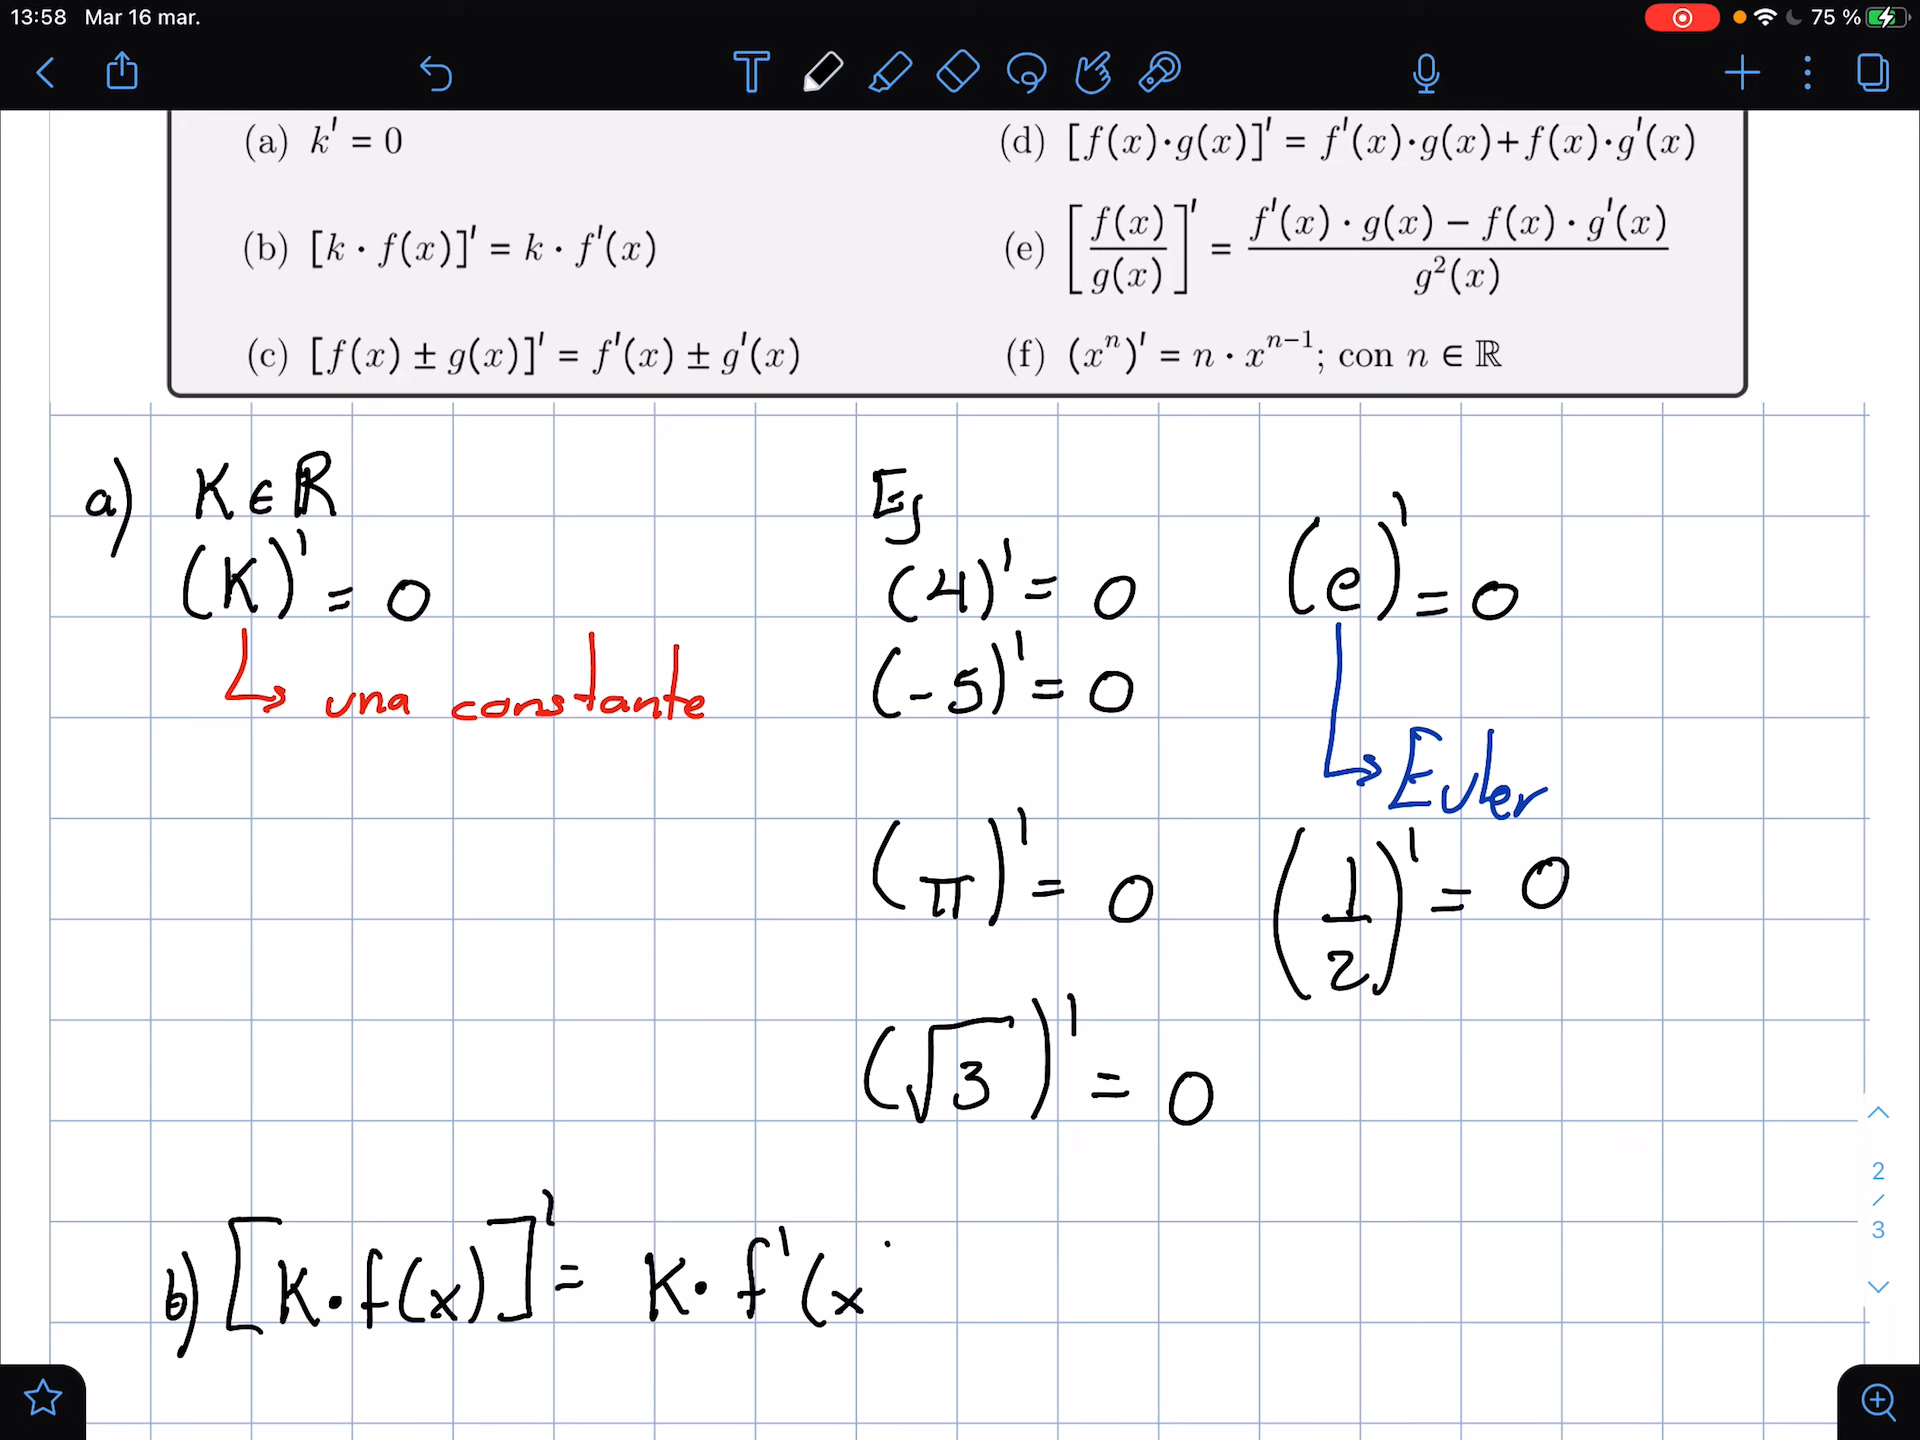 13:58 Mar 16 mar. 75 %
(a) k' = 0
(d) [f(x)·g(x)]' = f'(x)·g(x)+f(x)·g'(x)
(b) [k · f(x)]' = k · f'(x)
(e) [f(x)/g(x)]' = f'(x) · g(x) − f(x) · g'(x) / g²(x)
(c) [f(x) ± g(x)]' = f'(x) ± g'(x)
(f) (xⁿ)' = n · xⁿ⁻¹; con n ∈ ℝ
a) K ∈ ℝ
(K)' = 0
↳ una constante
Ej
(4)' = 0
(-5)' = 0
(π)' = 0
(√3)' = 0
(e)' = 0
↳ Euler
(1/2)' = 0
b) [K · f(x)]' = K · f'(x
2
/
3